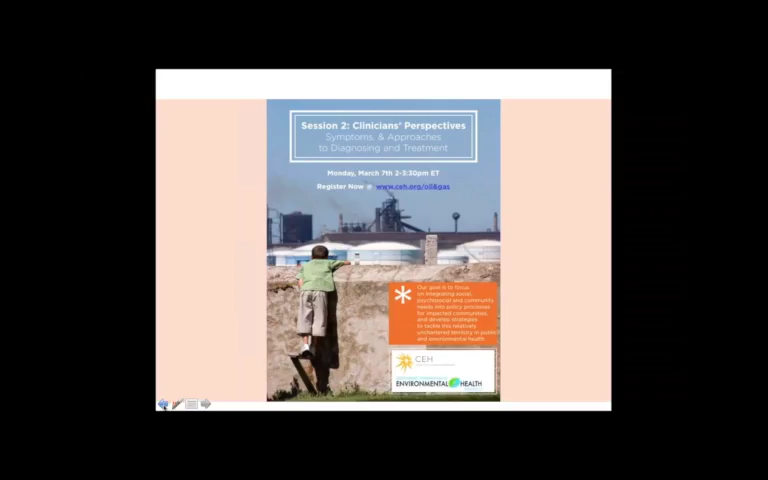 Session 2: Clinicians' Perspectives
Symptoms, & Approaches
to Diagnosing and Treatment
Monday, March 7th 2-3:30pm ET
Register Now @ www.ceh.org/oil&gas
* Our goal is to focus
on integrating social,
psychosocial and community
needs into policy processes
for impacted communities,
and develop strategies
to tackle this relatively
unchartered territory in public
and environmental health
CEH
ENVIRONMENTAL HEALTH